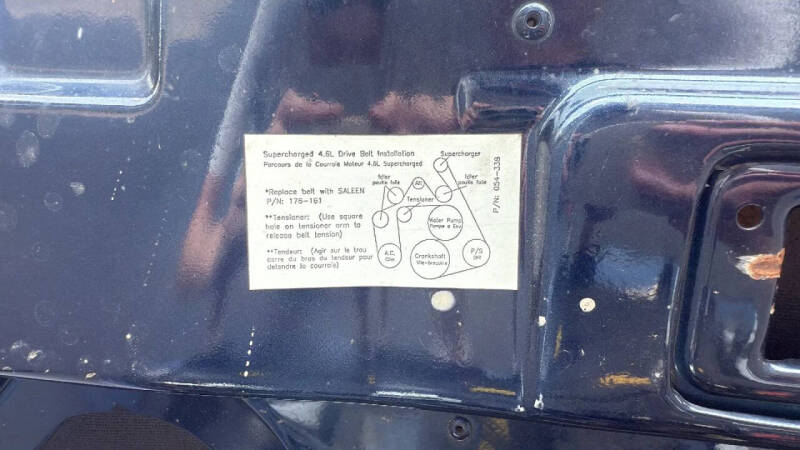 Supercharged 4.6L Drive Belt Installation
Parcours de la Courroie Moteur 4.6L Supercharged
*Replace belt with SALEEN
P/N: 176-161
**Tensioner: (Use square
hole on tensioner arm to
release belt tension)
**Tendeur: (Agir sur le trou
carre du bras du tendeur pour
detendre la courroie)
Supercharger
Idler
poulie folle
Alt
Idler
poulie folle
Tensioner
Water Pump
Pompe a Eau
A.C.
Clim
Crankshaft
Vile-brequine
P/S
P/N: 054-338